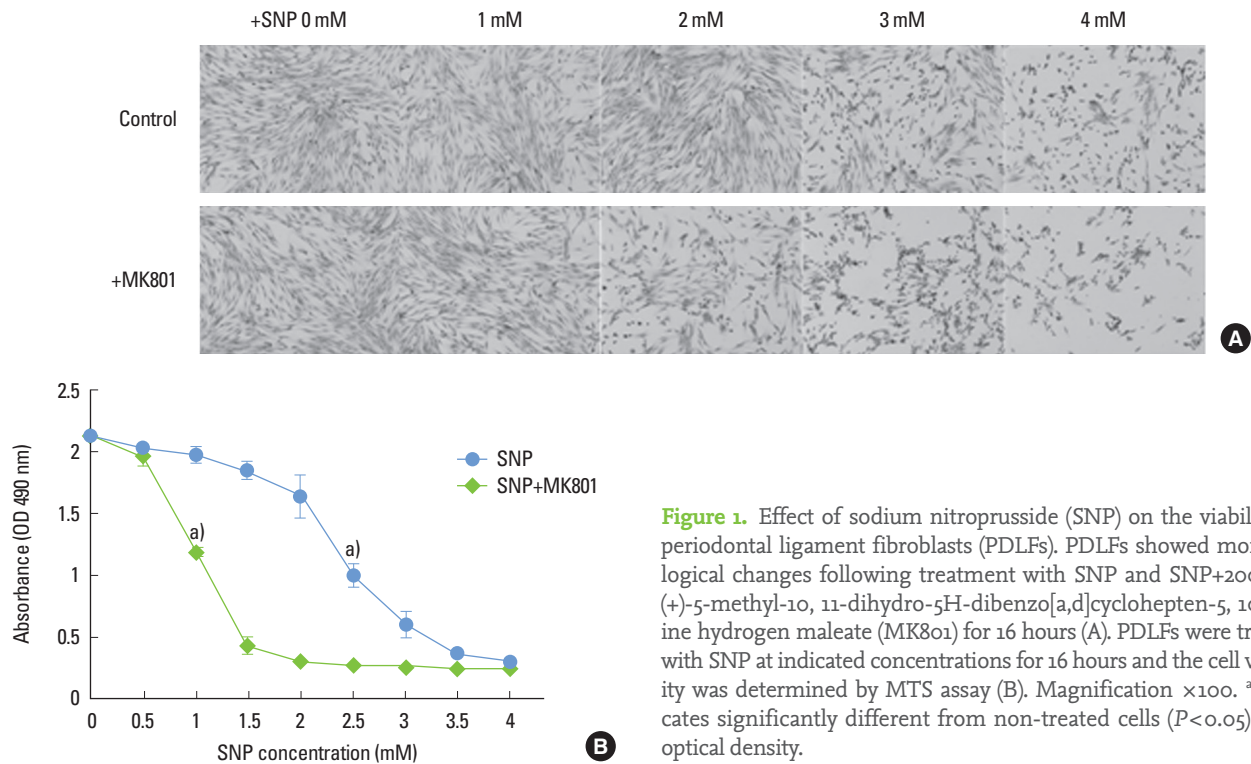 +SNP 0 mM 1 mM 2 mM 3 mM 4 mM
Control
+MK801
A
2.5
2
1.5
1
0.5
0
Absorbance (OD 490 nm)
a)
a)
SNP
SNP+MK801
0 0.5 1 1.5 2 2.5 3 3.5 4
SNP concentration (mM)
B
Figure 1. Effect of sodium nitroprusside (SNP) on the
periodontal ligament fibroblasts (PDLFs). PDLFs showed
logical changes following treatment with SNP and
(+)-5-methyl-10, 11-dihydro-5H-dibenzo[a,d]cyclohepten-5,
ine hydrogen maleate (MK801) for 16 hours (A). PDLFs were
with SNP at indicated concentrations for 16 hours and the cell
ity was determined by MTS assay (B). Magnification ×100.
cates significantly different from non-treated cells (P<0.05)
optical density.